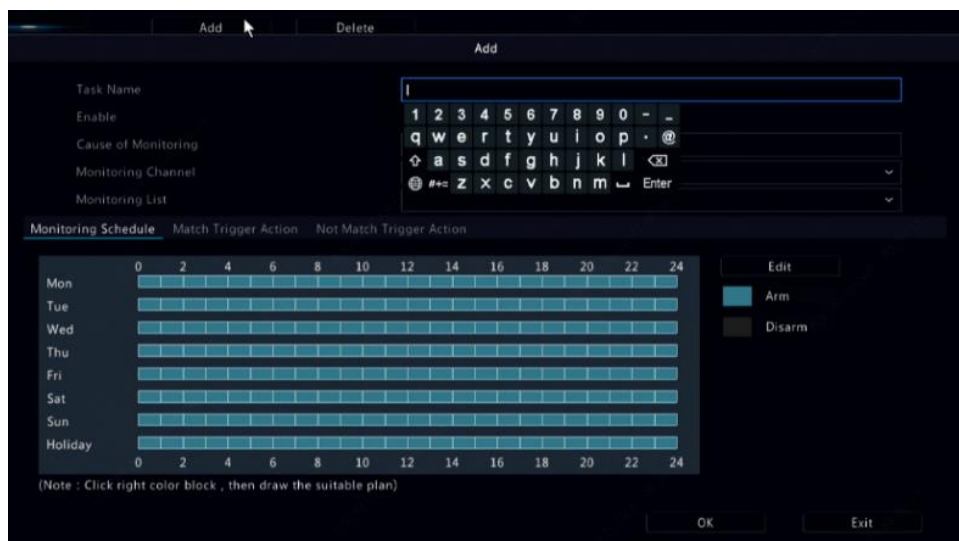 Add Delete
Add
Task Name
Enable
Cause of Monitoring
Monitoring Channel
Monitoring List
1 2 3 4 5 6 7 8 9 0 - _
q w e r t y u i o p . @
a s d f g h j k l
#+= z x c v b n m Enter
Monitoring Schedule Match Trigger Action Not Match Trigger Action
0 2 4 6 8 10 12 14 16 18 20 22 24
Mon
Tue
Wed
Thu
Fri
Sat
Sun
Holiday
0 2 4 6 8 10 12 14 16 18 20 22 24
(Note : Click right color block , then draw the suitable plan)
Edit
Arm
Disarm
OK Exit